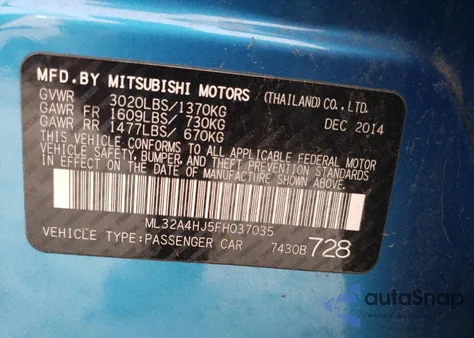 MFD.BY MITSUBISHI MOTORS (THAILAND) CO.,LTD.
GVWR 3020LBS/1370KG DEC 2014
GAWR FR 1609LBS/ 730KG
GAWR RR 1477LBS/ 670KG
THIS VEHICLE CONFORMS TO ALL APPLICABLE FEDERAL MOTOR
VEHICLE SAFETY, BUMPER, AND THEFT PREVENTION STANDARDS
IN EFFECT ON THE DATE OF MANUFACTURE SHOWN ABOVE.
ML32A4HJ5FH037035
VEHICLE TYPE:PASSENGER CAR 7430B 728
autoSnap